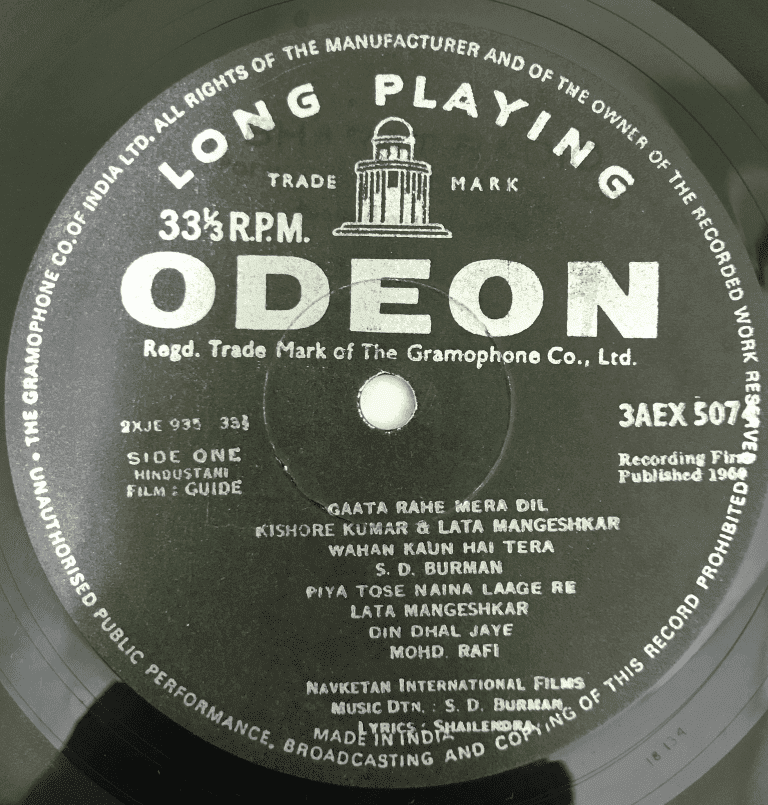 THE GRAMOPHONE CO. OF INDIA LTD. ALL RIGHTS OF THE MANUFACTURER AND OF THE OWNER OF THE RECORDED WORK RESERVED
UNAUTHORISED PUBLIC PERFORMANCE, BROADCASTING AND COPYING OF THIS RECORD PROHIBITED
LONG PLAYING
TRADE MARK
33⅓ R.P.M.
ODEON
Regd. Trade Mark of The Gramophone Co., Ltd.
2XJE 935 33⅓
3AEX
SIDE ONE
HINDUSTANI
FILM : GUIDE
Recording First
Published
GAATA RAHE MERA DIL
KISHORE KUMAR & LATA MANGESHKAR
WAHAN KAUN HAI TERA
S. D. BURMAN
PIYA TOSE NAINA LAAGE RE
LATA MANGESHKAR
DIN DHAL JAYE
MOHD. RAFI
NAVKETAN INTERNATIONAL FILMS
MUSIC DTN. : S. D. BURMAN
LYRICS : SHAILENDRA
MADE IN INDIA